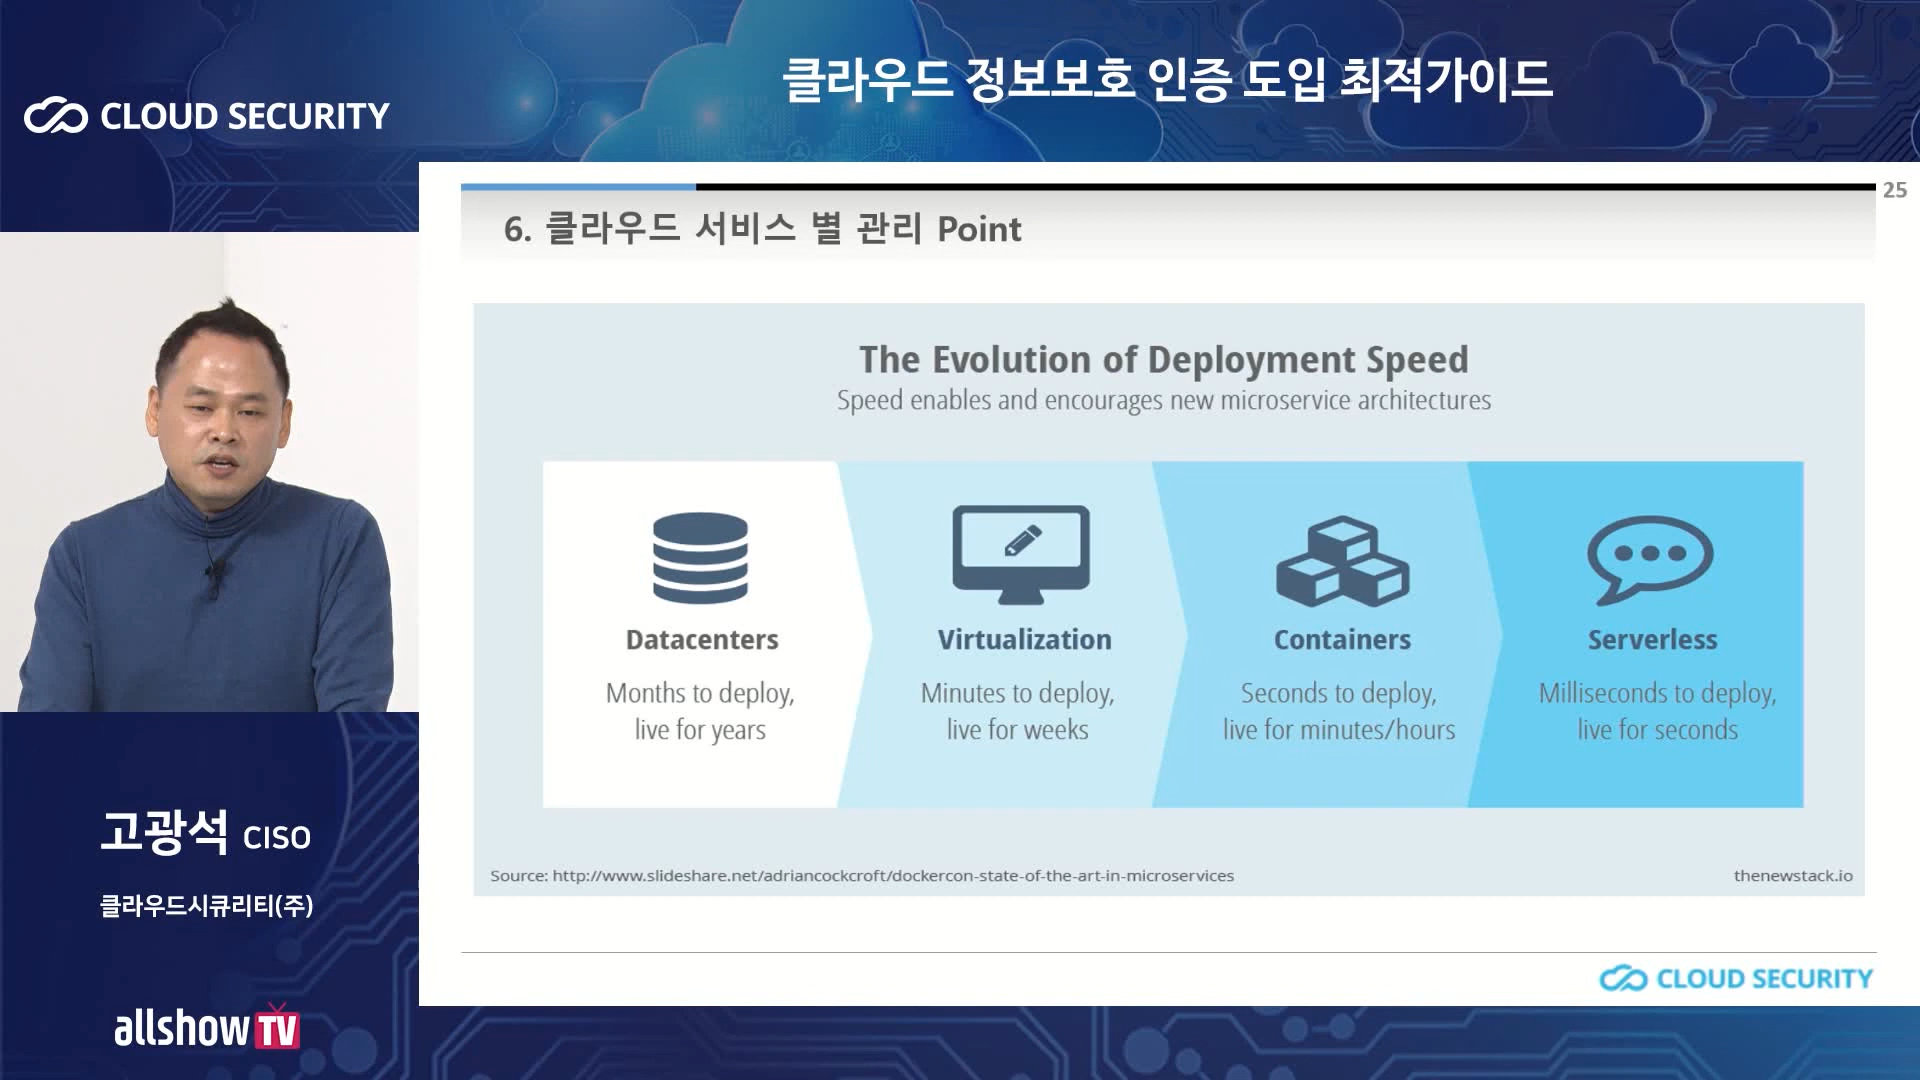 CLOUD SECURITY
클라우드 정보보호 인증 도입 최적가이드
25
6. 클라우드 서비스 별 관리 Point
The Evolution of Deployment Speed
Speed enables and encourages new microservice architectures
Datacenters
Months to deploy,
live for years
Virtualization
Minutes to deploy,
live for weeks
Containers
Seconds to deploy,
live for minutes/hours
Serverless
Milliseconds to deploy,
live for seconds
Source: http://www.slideshare.net/adriancockcroft/dockercon-state-of-the-art-in-microservices
thenewstack.io
CLOUD SECURITY
고광석 CISO
클라우드시큐리티(주)
allshow TV